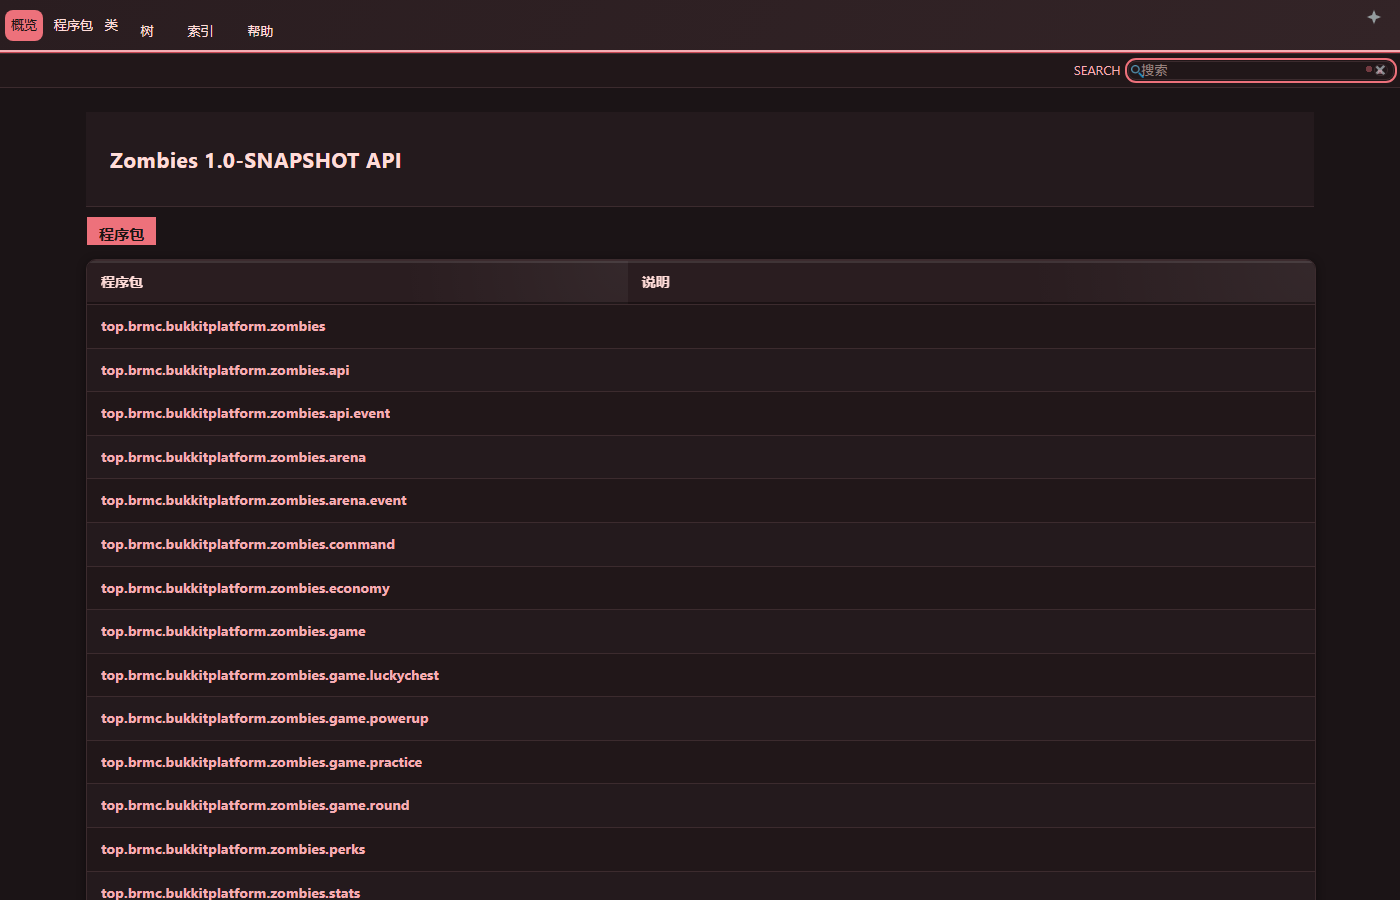 概览 程序包 类 树 索引 帮助
SEARCH 搜索
Zombies 1.0-SNAPSHOT API
程序包
程序包 说明
top.brmc.bukkitplatform.zombies
top.brmc.bukkitplatform.zombies.api
top.brmc.bukkitplatform.zombies.api.event
top.brmc.bukkitplatform.zombies.arena
top.brmc.bukkitplatform.zombies.arena.event
top.brmc.bukkitplatform.zombies.command
top.brmc.bukkitplatform.zombies.economy
top.brmc.bukkitplatform.zombies.game
top.brmc.bukkitplatform.zombies.game.luckychest
top.brmc.bukkitplatform.zombies.game.powerup
top.brmc.bukkitplatform.zombies.game.practice
top.brmc.bukkitplatform.zombies.game.round
top.brmc.bukkitplatform.zombies.perks
top.brmc.bukkitplatform.zombies.stats